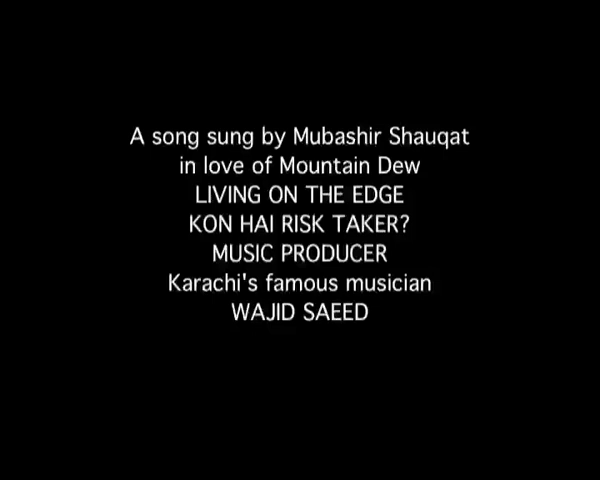 A song sung by Mubashir Shauqat
in love of Mountain Dew
LIVING ON THE EDGE
KON HAI RISK TAKER?
MUSIC PRODUCER
Karachi's famous musician
WAJID SAEED